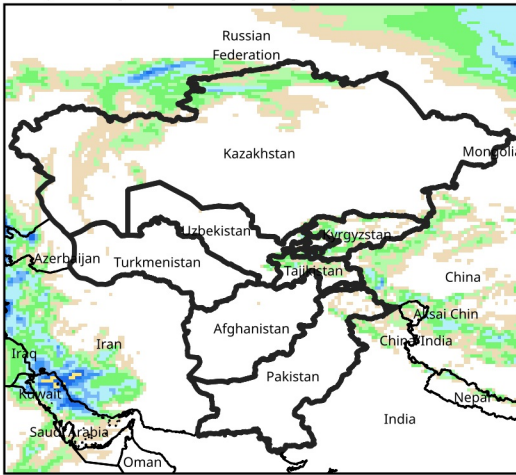 Russian
Federation
Kazakhstan
Mongolia
Uzbekistan
Kyrgyzstan
Azerbaijan
Turkmenistan
Tajikistan
China
Aksai Chin
Afghanistan
China/India
Iran
Iraq
Pakistan
Kuwait
Nepal
India
Saudi Arabia
Oman